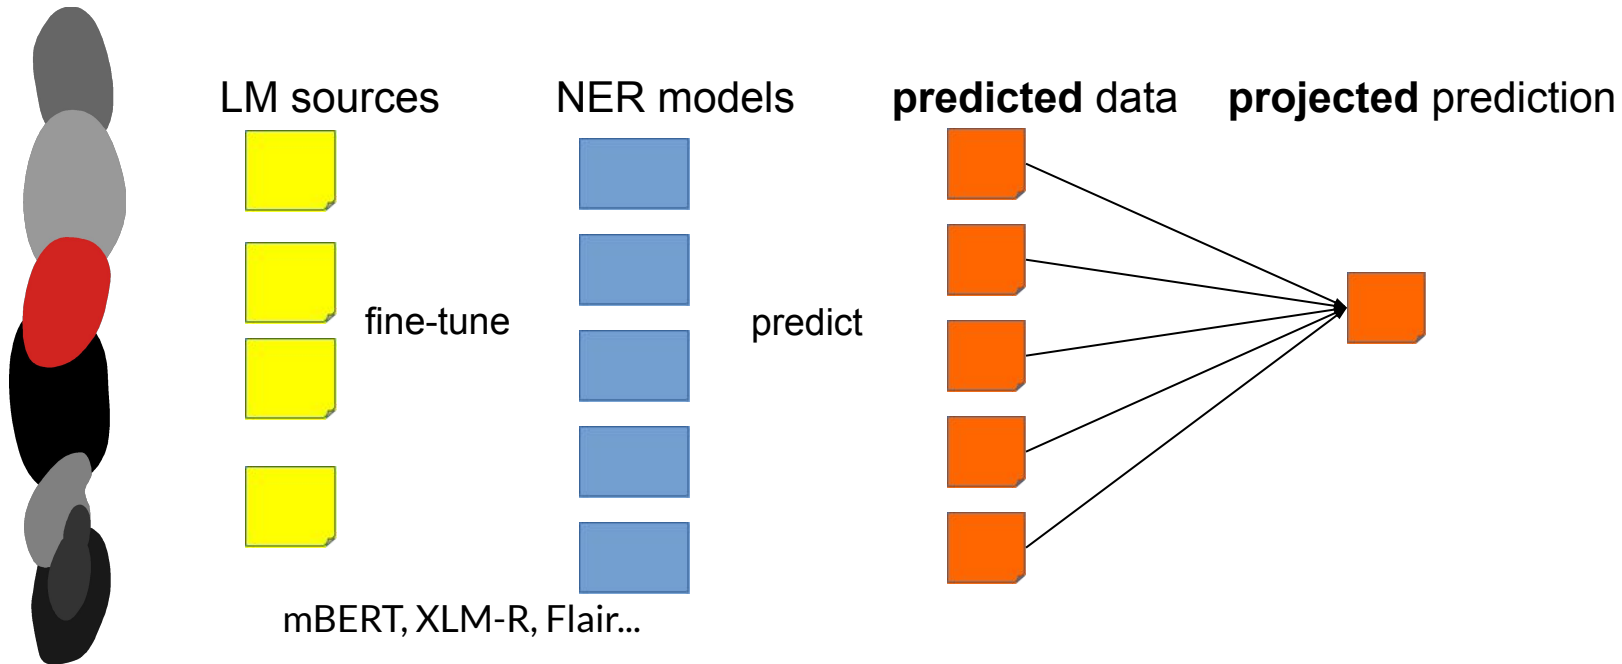 LM sources
NER models
predicted data
projected prediction
fine-tune
predict
mBERT, XLM-R, Flair...